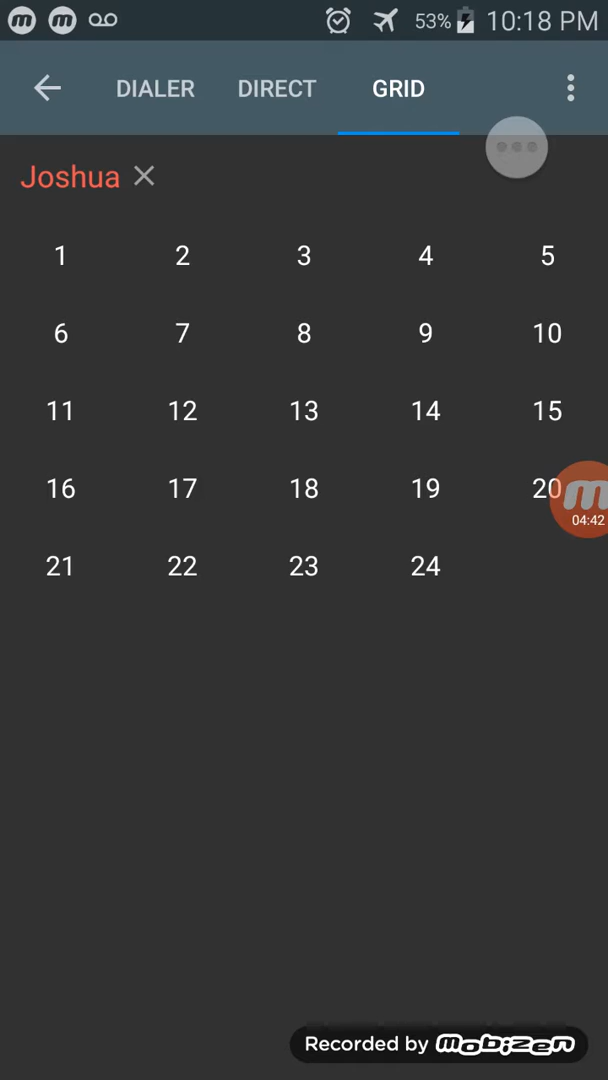 53% 10:18 PM
DIALER DIRECT GRID
Joshua
1 2 3 4 5
6 7 8 9 10
11 12 13 14 15
16 17 18 19 20
04:42
21 22 23 24
Recorded by mobizen